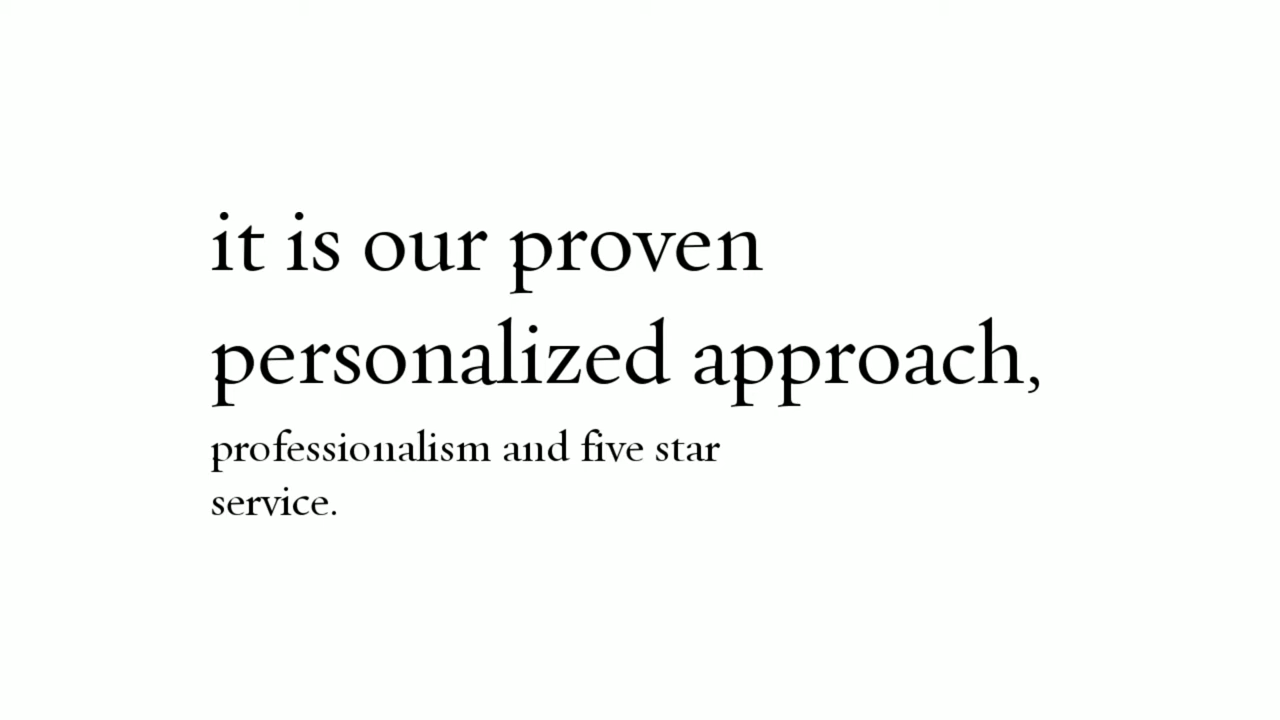 it is our proven
personalized approach,
professionalism and five star
service.